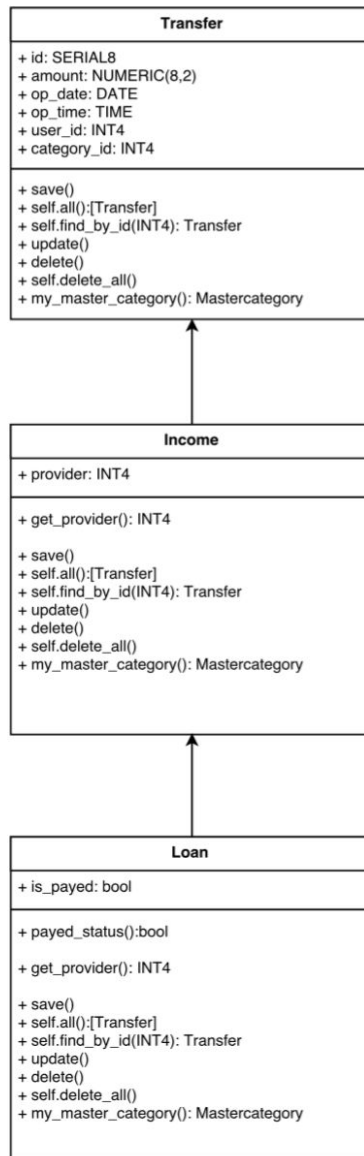 Transfer
+ id: SERIAL8
+ amount: NUMERIC(8,2)
+ op_date: DATE
+ op_time: TIME
+ user_id: INT4
+ category_id: INT4
+ save()
+ self.all():[Transfer]
+ self.find_by_id(INT4): Transfer
+ update()
+ delete()
+ self.delete_all()
+ my_master_category(): Mastercategory
Income
+ provider: INT4
+ get_provider(): INT4
+ save()
+ self.all():[Transfer]
+ self.find_by_id(INT4): Transfer
+ update()
+ delete()
+ self.delete_all()
+ my_master_category(): Mastercategory
Loan
+ is_payed: bool
+ payed_status():bool
+ get_provider(): INT4
+ save()
+ self.all():[Transfer]
+ self.find_by_id(INT4): Transfer
+ update()
+ delete()
+ self.delete_all()
+ my_master_category(): Mastercategory